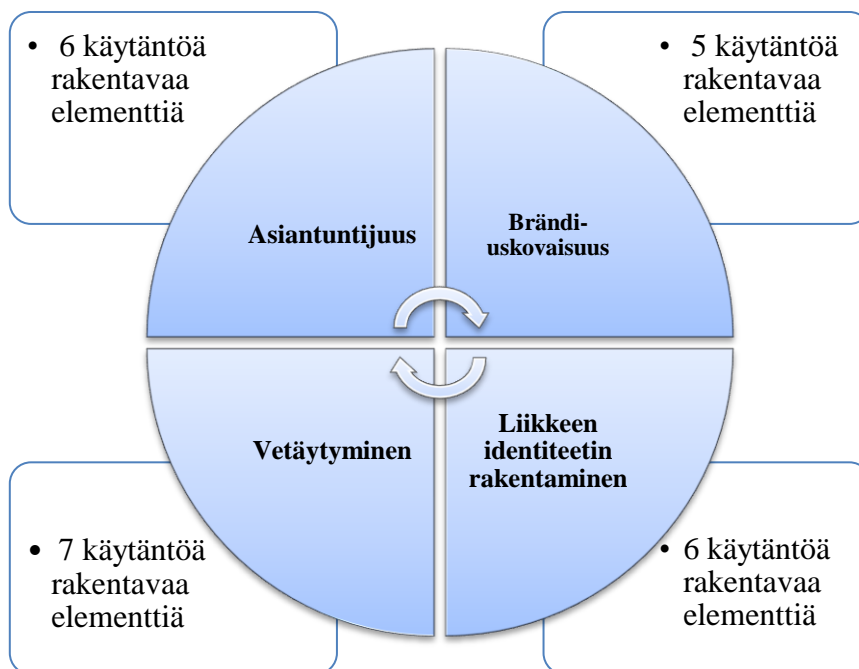 • 6 käytäntöä
rakentavaa
elementtiä
• 5 käytäntöä
rakentavaa
elementtiä
Asiantuntijuus
Brändi-
uskovaisuus
Vetäytyminen
Liikkeen
identiteetin
rakentaminen
• 7 käytäntöä
rakentavaa
elementtiä
• 6 käytäntöä
rakentavaa
elementtiä